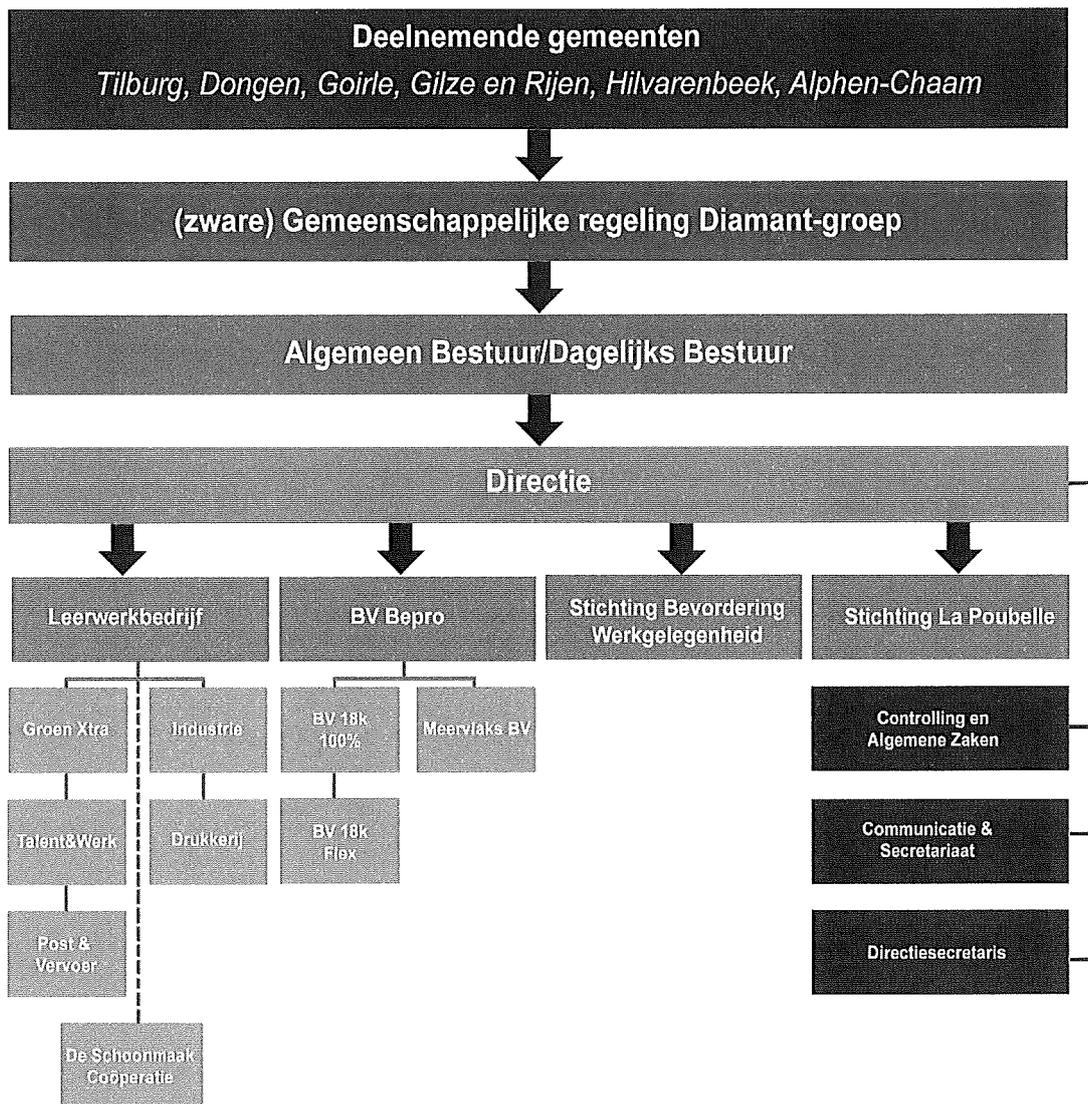 Deelnemende gemeenten
Tilburg, Dongen, Goirle, Gilze en Rijen, Hilvarenbeek, Alphen-Chaam
(zware) Gemeenschappelijke regeling Diamant-groep
Algemeen Bestuur/Dagelijks Bestuur
Directie
Leerwerkbedrijf
BV Bepro
Stichting Bevordering
Werkgelegenheid
Stichting La Poubelle
Groen Xtra
Industrie
BV 18k
100%
Meervlaks BV
Controlling en
Algemene Zaken
Talent&Werk
Drukkerij
BV 18k
Flex
Communicatie &
Secretariaat
Post &
Vervoer
Directiesecretaris
De Schoonmaak
Coöperatie